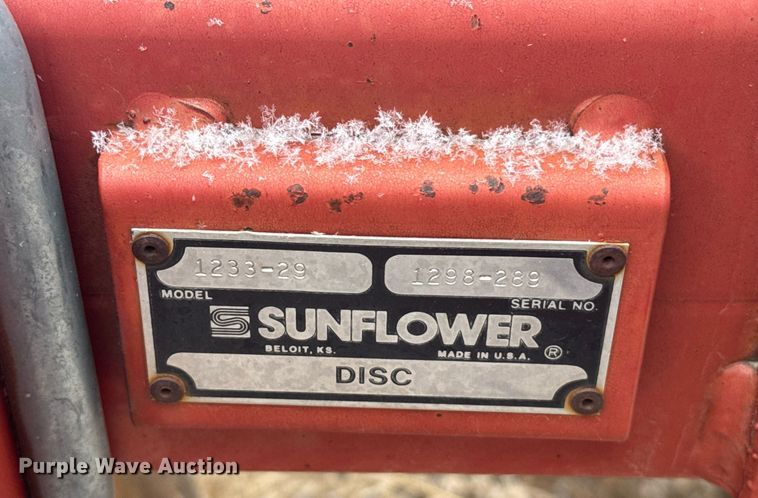 1233-29 1298-289
MODEL SERIAL NO.
S SUNFLOWER ®
BELOIT, KS. MADE IN U.S.A.
DISC
Purple Wave Auction